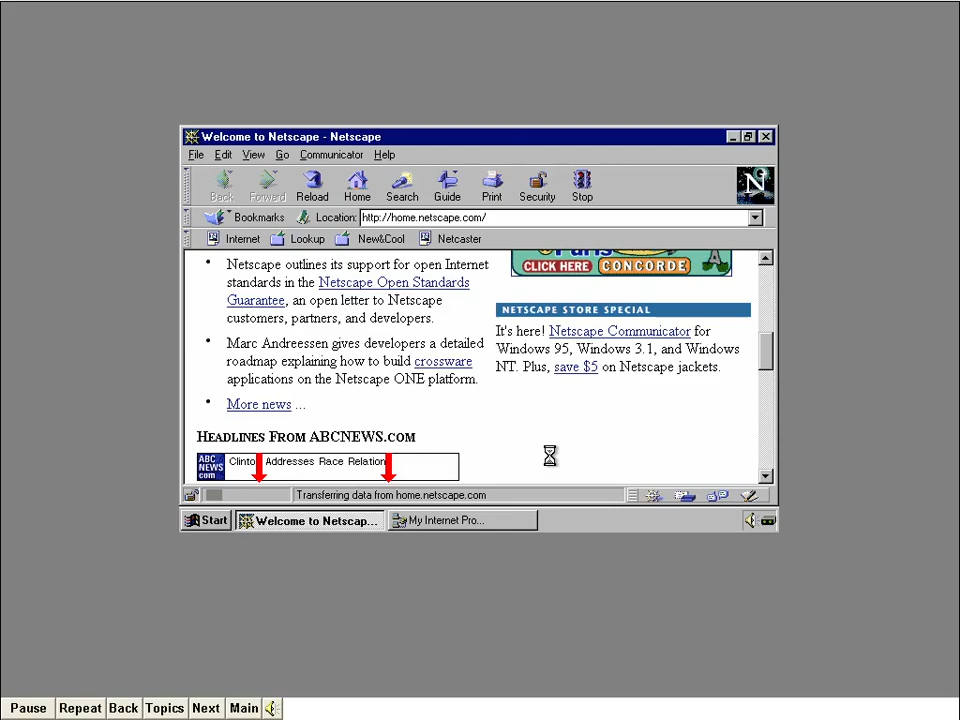 Welcome to Netscape - Netscape
File Edit View Go Communicator Help
Back Forward Reload Home Search Guide Print Security Stop
N
Bookmarks Location: http://home.netscape.com/
Internet Lookup New&Cool Netcaster
Netscape outlines its support for open Internet
standards in the Netscape Open Standards
Guarantee, an open letter to Netscape
customers, partners, and developers.
Marc Andreessen gives developers a detailed
roadmap explaining how to build crossware
applications on the Netscape ONE platform.
More news ...
CLICK HERE CONCORDE
NETSCAPE STORE SPECIAL
It's here! Netscape Communicator for
Windows 95, Windows 3.1, and Windows
NT. Plus, save $5 on Netscape jackets.
HEADLINES FROM ABCNEWS.COM
ABC
NEWS
com
Clinto Addresses Race Relation
Transferring data from home.netscape.com
Start Welcome to Netscap... My Internet Pro...
Pause Repeat Back Topics Next Main